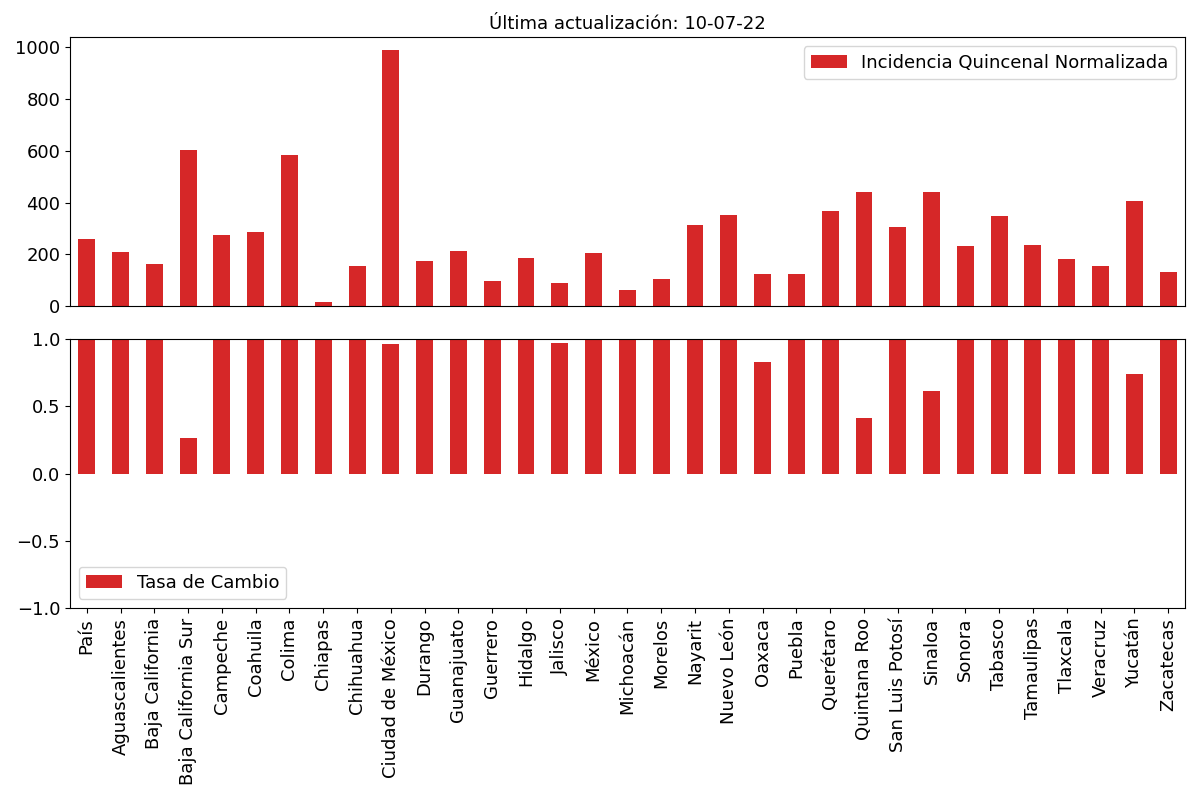 Última actualización: 10-07-22
1000
800
600
400
200
0
Incidencia Quincenal Normalizada
1.0
0.5
0.0
−0.5
−1.0
Tasa de Cambio
País
Aguascalientes
Baja California
Baja California Sur
Campeche
Coahuila
Colima
Chiapas
Chihuahua
Ciudad de México
Durango
Guanajuato
Guerrero
Hidalgo
Jalisco
México
Michoacán
Morelos
Nayarit
Nuevo León
Oaxaca
Puebla
Querétaro
Quintana Roo
San Luis Potosí
Sinaloa
Sonora
Tabasco
Tamaulipas
Tlaxcala
Veracruz
Yucatán
Zacatecas